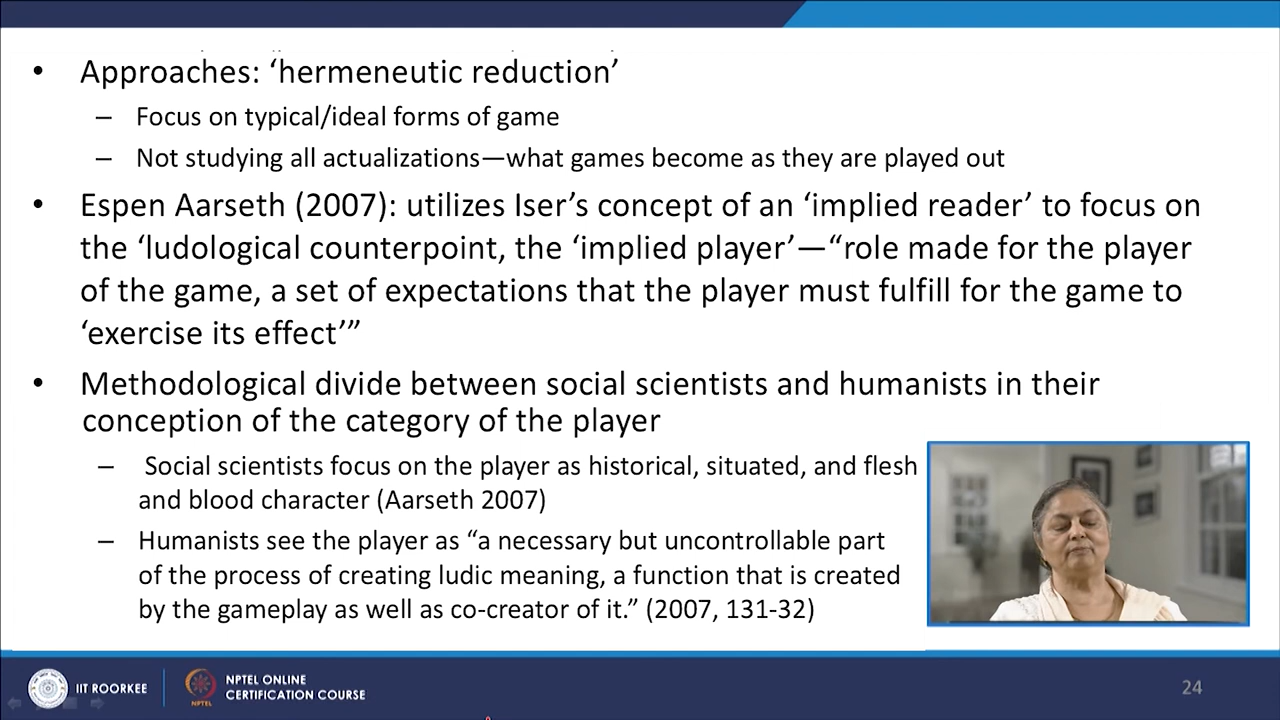 • Approaches: ‘hermeneutic reduction’
– Focus on typical/ideal forms of game
– Not studying all actualizations—what games become as they are played out
• Espen Aarseth (2007): utilizes Iser’s concept of an ‘implied reader’ to focus on
the ‘ludological counterpoint, the ‘implied player’—“role made for the player
of the game, a set of expectations that the player must fulfill for the game to
‘exercise its effect’”
• Methodological divide between social scientists and humanists in their
conception of the category of the player
– Social scientists focus on the player as historical, situated, and flesh
and blood character (Aarseth 2007)
– Humanists see the player as “a necessary but uncontrollable part
of the process of creating ludic meaning, a function that is created
by the gameplay as well as co-creator of it.” (2007, 131-32)
IIT ROORKEE
NPTEL
NPTEL ONLINE
CERTIFICATION COURSE
24